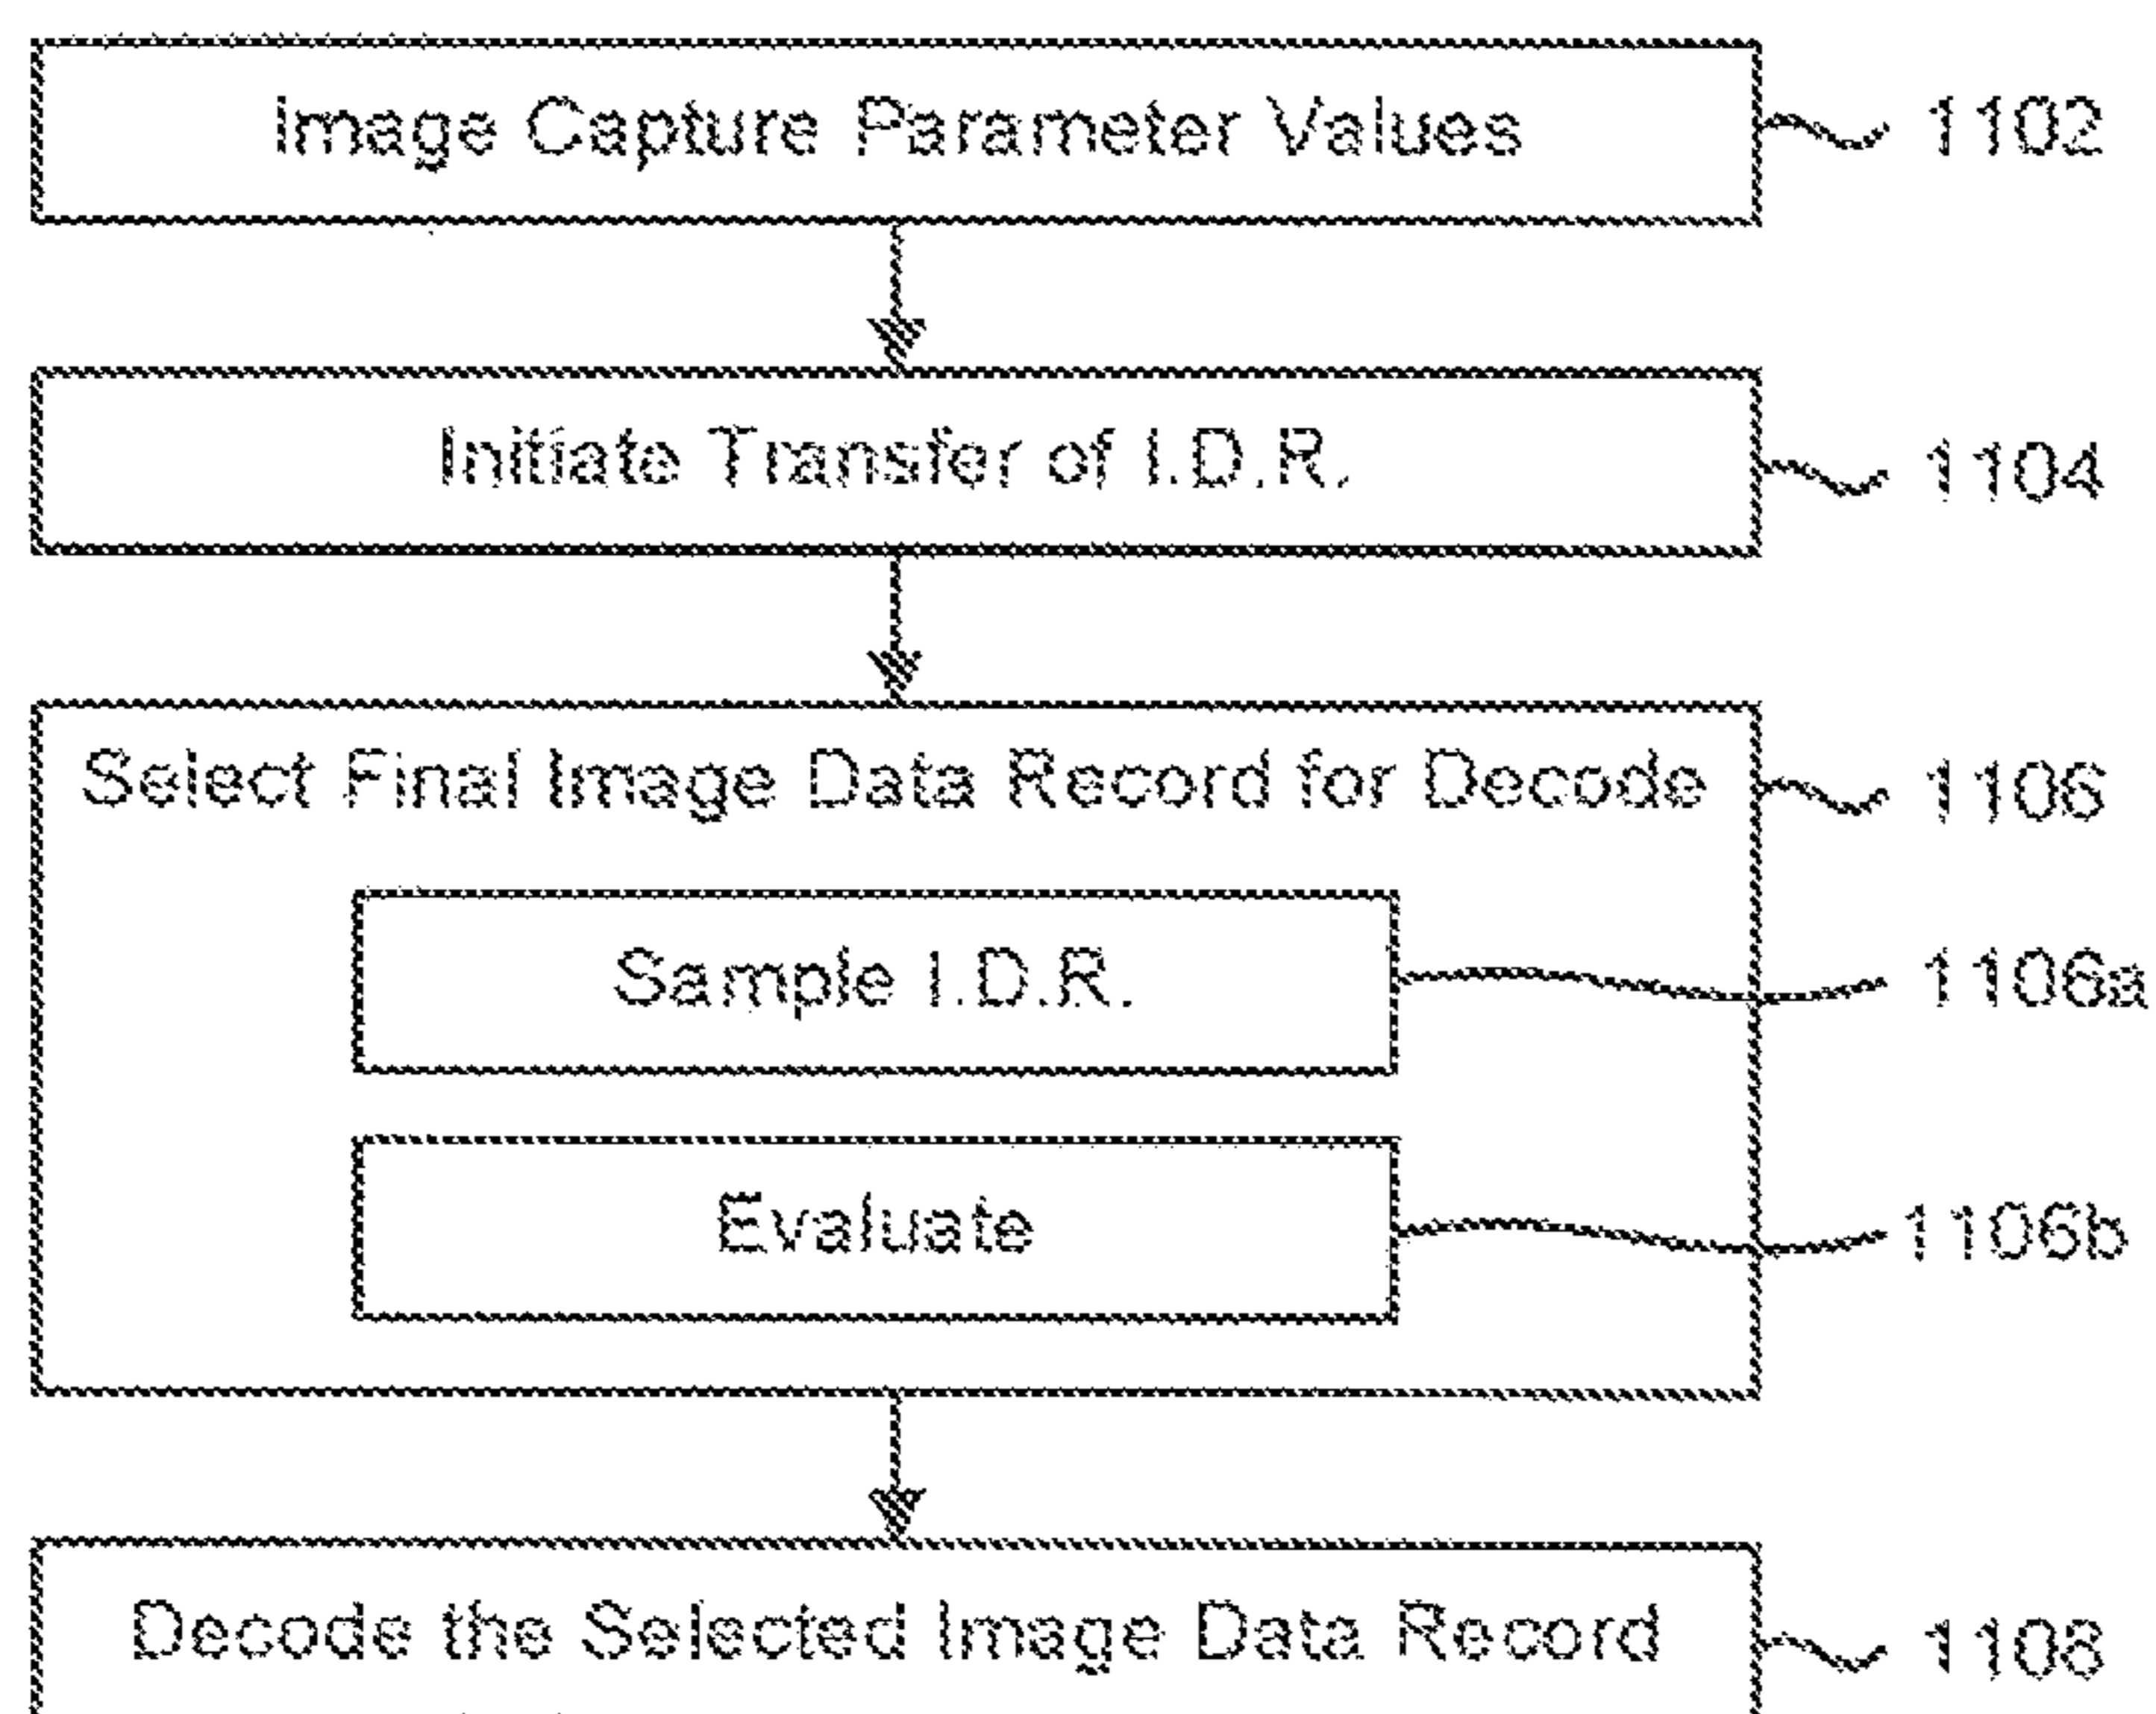 Image Capture Parameter Values
1102
Initiate Transfer of I.D.R.
1104
Select Final Image Data Record for Decode
1106
Sample I.D.R.
1106a
Evaluate
1106b
Decode the Selected Image Data Record
1108